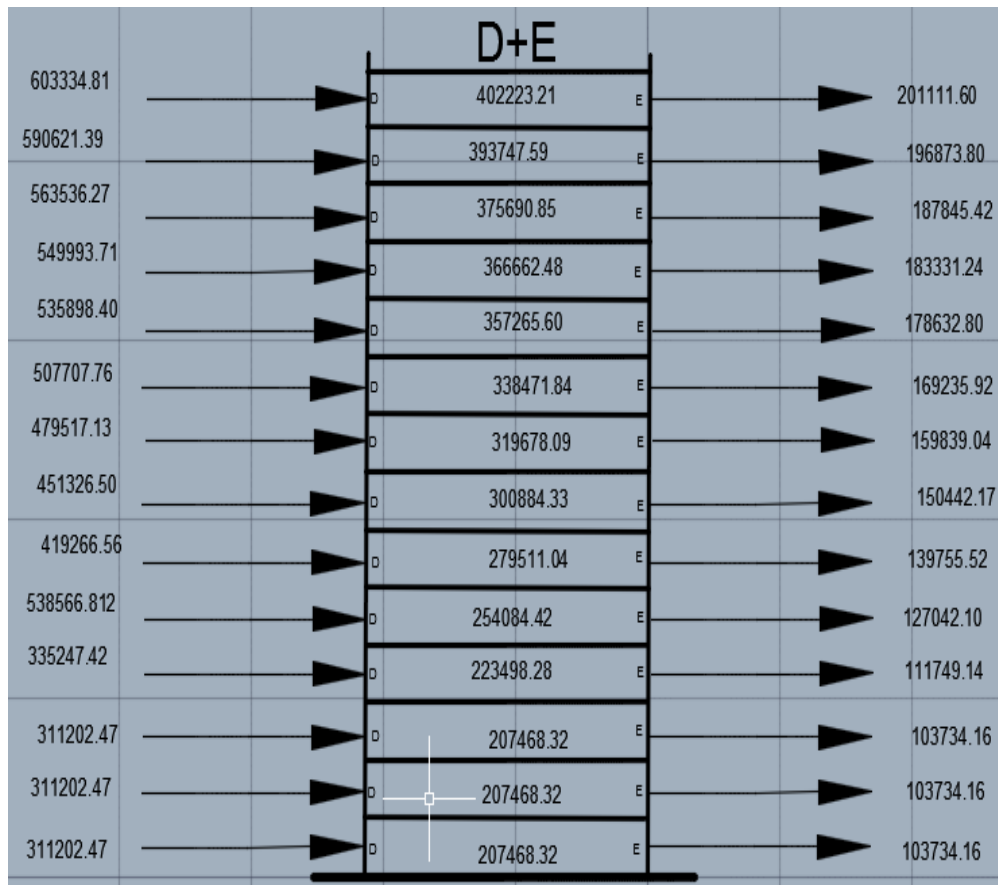 D+E
603334.81 D 402223.21 E 201111.60
590621.39 D 393747.59 E 196873.80
563536.27 D 375690.85 E 187845.42
549993.71 D 366662.48 E 183331.24
535898.40 D 357265.60 E 178632.80
507707.76 D 338471.84 E 169235.92
479517.13 D 319678.09 E 159839.04
451326.50 D 300884.33 E 150442.17
419266.56 D 279511.04 E 139755.52
538566.812 D 254084.42 E 127042.10
335247.42 D 223498.28 E 111749.14
311202.47 D 207468.32 E 103734.16
311202.47 D 207468.32 E 103734.16
311202.47 D 207468.32 E 103734.16